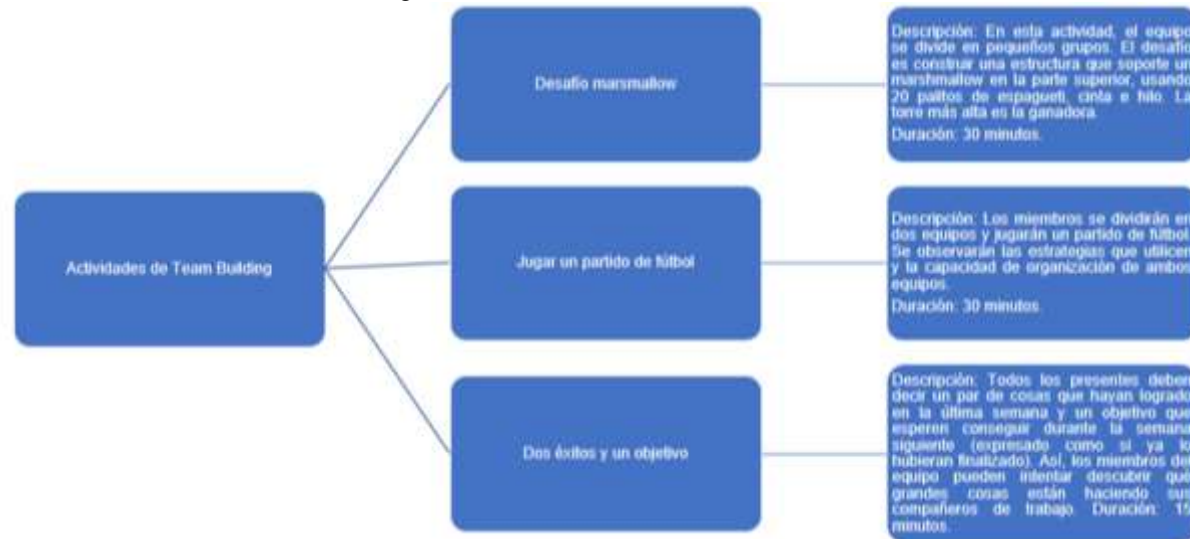 Actividades de Team Building
Desafío marsmallow
Descripción: En esta actividad, el equipo
se divide en pequeños grupos. El desafío
es construir una estructura que soporte un
marshmallow en la parte superior, usando
20 palitos de espagueti, cinta e hilo. La
torre más alta es la ganadora.
Duración: 30 minutos.
Jugar un partido de fútbol
Descripción: Los miembros se dividirán en
dos equipos y jugarán un partido de fútbol.
Se observarán las estrategias que utilicen
y la capacidad de organización de ambos
equipos.
Duración: 30 minutos.
Dos éxitos y un objetivo
Descripción: Todos los presentes deben
decir un par de cosas que hayan logrado
en la última semana y un objetivo que
esperen conseguir durante la semana
siguiente (expresado como si ya lo
hubieran finalizado). Así, los miembros del
equipo pueden intentar descubrir qué
grandes cosas están haciendo sus
compañeros de trabajo. Duración: 15
minutos.